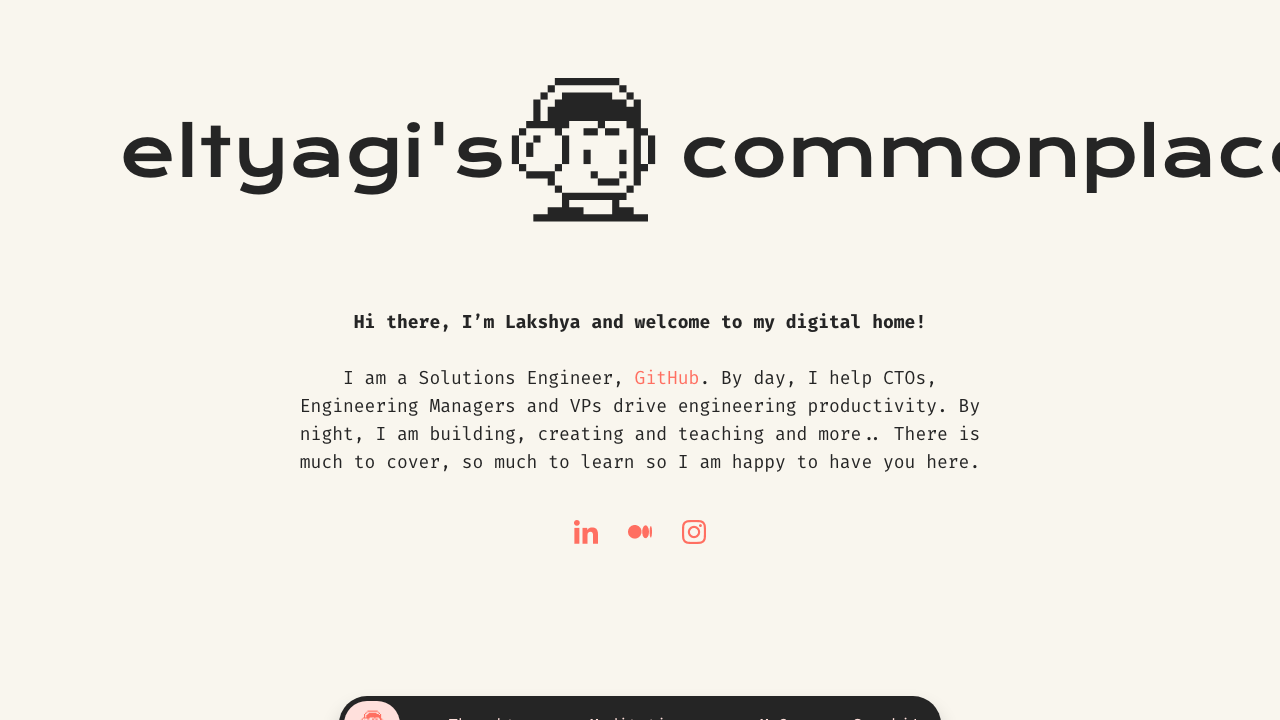 eltyagi's commonplace
Hi there, I’m Lakshya and welcome to my digital home!
I am a Solutions Engineer, GitHub. By day, I help CTOs,
Engineering Managers and VPs drive engineering productivity. By
night, I am building, creating and teaching and more.. There is
much to cover, so much to learn so I am happy to have you here.